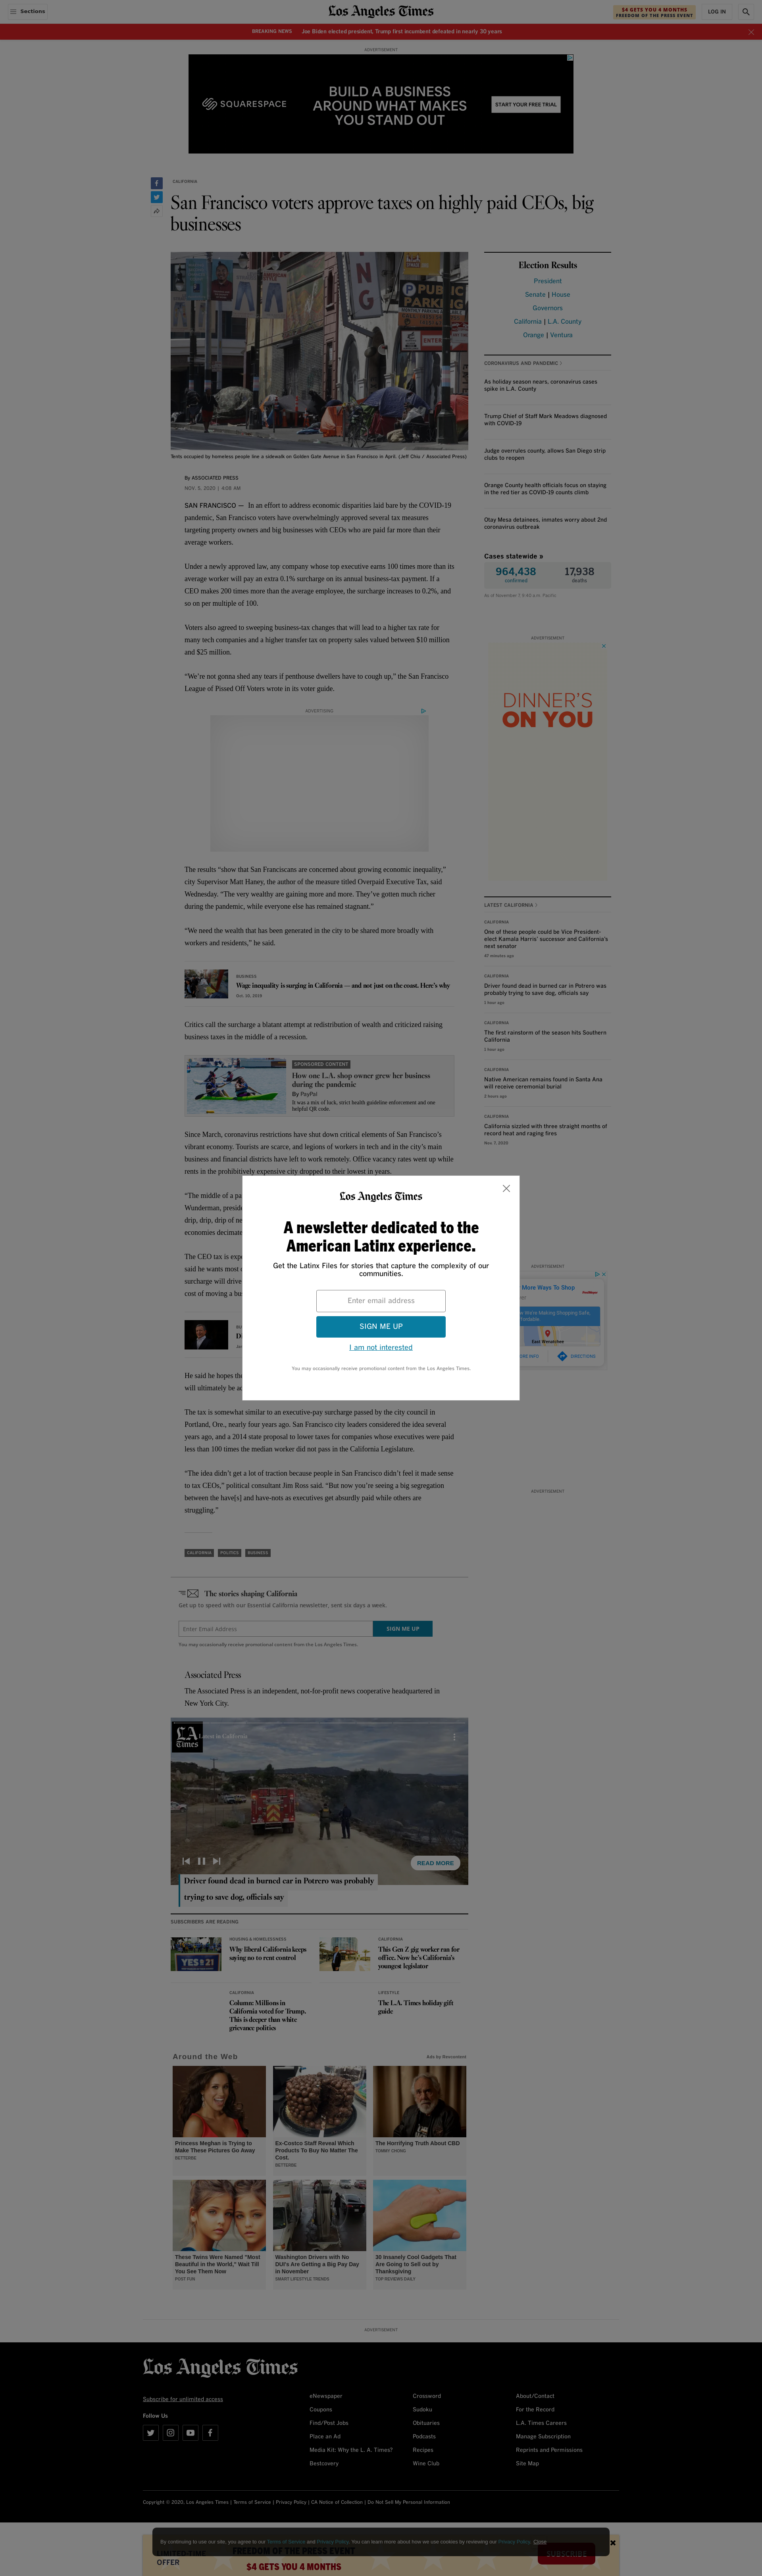 Sections
Los Angeles Times
$4 GETS YOU 4 MONTHS
FREEDOM OF THE PRESS EVENT
LOG IN
BREAKING NEWS Joe Biden elected president, Trump first incumbent defeated in nearly 30 years
ADVERTISEMENT
SQUARESPACE
BUILD A BUSINESS
AROUND WHAT MAKES
YOU STAND OUT
START YOUR FREE TRIAL
CALIFORNIA
San Francisco voters approve taxes on highly paid CEOs, big
businesses
PUBLIC
PARKING
Tents occupied by homeless people line a sidewalk on Golden Gate Avenue in San Francisco in April. (Jeff Chiu / Associated Press)
By ASSOCIATED PRESS
NOV. 5, 2020 | 4:08 AM
SAN FRANCISCO — In an effort to address economic disparities laid bare by the COVID-19
pandemic, San Francisco voters have overwhelmingly approved several tax measures
targeting property owners and big businesses with CEOs who are paid far more than their
average workers.
Under a newly approved law, any company whose top executive earns 100 times more than its
average worker will pay an extra 0.1% surcharge on its annual business-tax payment. If a
CEO makes 200 times more than the average employee, the surcharge increases to 0.2%, and
so on per multiple of 100.
Voters also agreed to sweeping business-tax changes that will lead to a higher tax rate for
many tech companies and a higher transfer tax on property sales valued between $10 million
and $25 million.
“We’re not gonna shed any tears if penthouse dwellers have to cough up,” the San Francisco
League of Pissed Off Voters wrote in its voter guide.
ADVERTISING
The results “show that San Franciscans are concerned about growing economic inequality,”
city Supervisor Matt Haney, the author of the measure titled Overpaid Executive Tax, said
Wednesday. “The very wealthy are gaining more and more. They’ve gotten much richer
during the pandemic, while everyone else has remained stagnant.”
“We need the wealth that has been generated in the city to be shared more broadly with
workers and residents,” he said.
BUSINESS
Wage inequality is surging in California — and not just on the coast. Here’s why
Oct. 10, 2019
Critics call the surcharge a blatant attempt at redistribution of wealth and criticized raising
business taxes in the middle of a recession.
SPONSORED CONTENT
How one L.A. shop owner grew her business
during the pandemic
By PayPal
It was a mix of luck, strict health guideline enforcement and one
helpful QR code.
Since March, coronavirus restrictions have shut down critical elements of San Francisco’s
vibrant economy. Tourists are scarce, and legions of workers in tech and in the city’s main
business and financial districts have left to work remotely. Office vacancy rates went up while
rents in the prohibitively expensive city dropped to their lowest in years.
“The middle of a pa
Wunderman, presid
drip, drip, drip of ne
economies decimate
The CEO tax is expe
said he wants most o
surcharge will drive
cost of moving a bus
Los Angeles Times
A newsletter dedicated to the
American Latinx experience.
Get the Latinx Files for stories that capture the complexity of our
communities.
Enter email address
SIGN ME UP
I am not interested
You may occasionally receive promotional content from the Los Angeles Times.
He said he hopes the
will ultimately be an
The tax is somewhat similar to an executive-pay surcharge passed by the city council in
Portland, Ore., nearly four years ago. San Francisco city leaders considered the idea several
years ago, and a 2014 state proposal to lower taxes for companies whose executives were paid
less than 100 times the median worker did not pass in the California Legislature.
“The idea didn’t get a lot of traction because people in San Francisco didn’t feel it made sense
to tax CEOs,” political consultant Jim Ross said. “But now you’re seeing a big segregation
between the have[s] and have-nots as executives get absurdly paid while others are
struggling.”
CALIFORNIA POLITICS BUSINESS
The stories shaping California
Get up to speed with our Essential California newsletter, sent six days a week.
Enter Email Address
SIGN ME UP
You may occasionally receive promotional content from the Los Angeles Times.
Associated Press
The Associated Press is an independent, not-for-profit news cooperative headquartered in
New York City.
LA Times
Latest in California
READ MORE
Driver found dead in burned car in Potrero was probably
trying to save dog, officials say
SUBSCRIBERS ARE READING
HOUSING & HOMELESSNESS
Why liberal California keeps
saying no to rent control
CALIFORNIA
This Gen Z gig worker ran for
office. Now he’s California’s
youngest legislator
CALIFORNIA
Column: Millions in
California voted for Trump.
This is deeper than white
grievance politics
LIFESTYLE
The L.A. Times holiday gift
guide
Around the Web
Ads by Revcontent
Princess Meghan is Trying to
Make These Pictures Go Away
BETTERBE
Ex-Costco Staff Reveal Which
Products To Buy No Matter The
Cost.
BETTERBE
The Horrifying Truth About CBD
TOMMY CHONG
These Twins Were Named "Most
Beautiful in the World," Wait Till
You See Them Now
POST FUN
Washington Drivers with No
DUI's Are Getting a Big Pay Day
in November
SMART LIFESTYLE TRENDS
30 Insanely Cool Gadgets That
Are Going to Sell out by
Thanksgiving
TOP REVIEWS DAILY
Election Results
President
Senate | House
Governors
California | L.A. County
Orange | Ventura
CORONAVIRUS AND PANDEMIC
As holiday season nears, coronavirus cases
spike in L.A. County
Trump Chief of Staff Mark Meadows diagnosed
with COVID-19
Judge overrules county, allows San Diego strip
clubs to reopen
Orange County health officials focus on staying
in the red tier as COVID-19 counts climb
Otay Mesa detainees, inmates worry about 2nd
coronavirus outbreak
Cases statewide »
964,438
confirmed
17,938
deaths
ADVERTISEMENT
DINNER'S
ON YOU
LATEST CALIFORNIA
CALIFORNIA
One of these people could be Vice President-
elect Kamala Harris’ successor and California’s
next senator
47 minutes ago
CALIFORNIA
Driver found dead in burned car in Potrero was
probably trying to save dog, officials say
1 hour ago
CALIFORNIA
The first rainstorm of the season hits Southern
California
1 hour ago
CALIFORNIA
Native American remains found in Santa Ana
will receive ceremonial burial
2 hours ago
CALIFORNIA
California sizzled with three straight months of
record heat and raging fires
Nov. 7, 2020
ADVERTISEMENT
More Ways To Shop
East Wenatchee
DIRECTIONS
ADVERTISEMENT
ADVERTISEMENT
Los Angeles Times
Subscribe for unlimited access
Follow Us
eNewspaper
Coupons
Find/Post Jobs
Place an Ad
Media Kit: Why the L. A. Times?
Bestcovery
Crossword
Sudoku
Obituaries
Podcasts
Recipes
Wine Club
About/Contact
For the Record
L.A. Times Careers
Manage Subscription
Reprints and Permissions
Site Map
Copyright © 2020, Los Angeles Times | Terms of Service | Privacy Policy | CA Notice of Collection | Do Not Sell My Personal Information
By continuing to use our site, you agree to our Terms of Service and Privacy Policy. You can learn more about how we use cookies by reviewing our Privacy Policy. Close
LIMITED-TIME
OFFER
FREEDOM OF THE PRESS EVENT
$4 GETS YOU 4 MONTHS
SUBSCRIBE